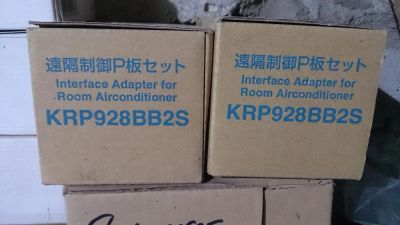 遠隔制御P板セット
Interface Adapter for
Room Airconditioner
KRP928BB2S
遠隔制御P板セット
Interface Adapter for
Room Airconditioner
KRP928BB2S